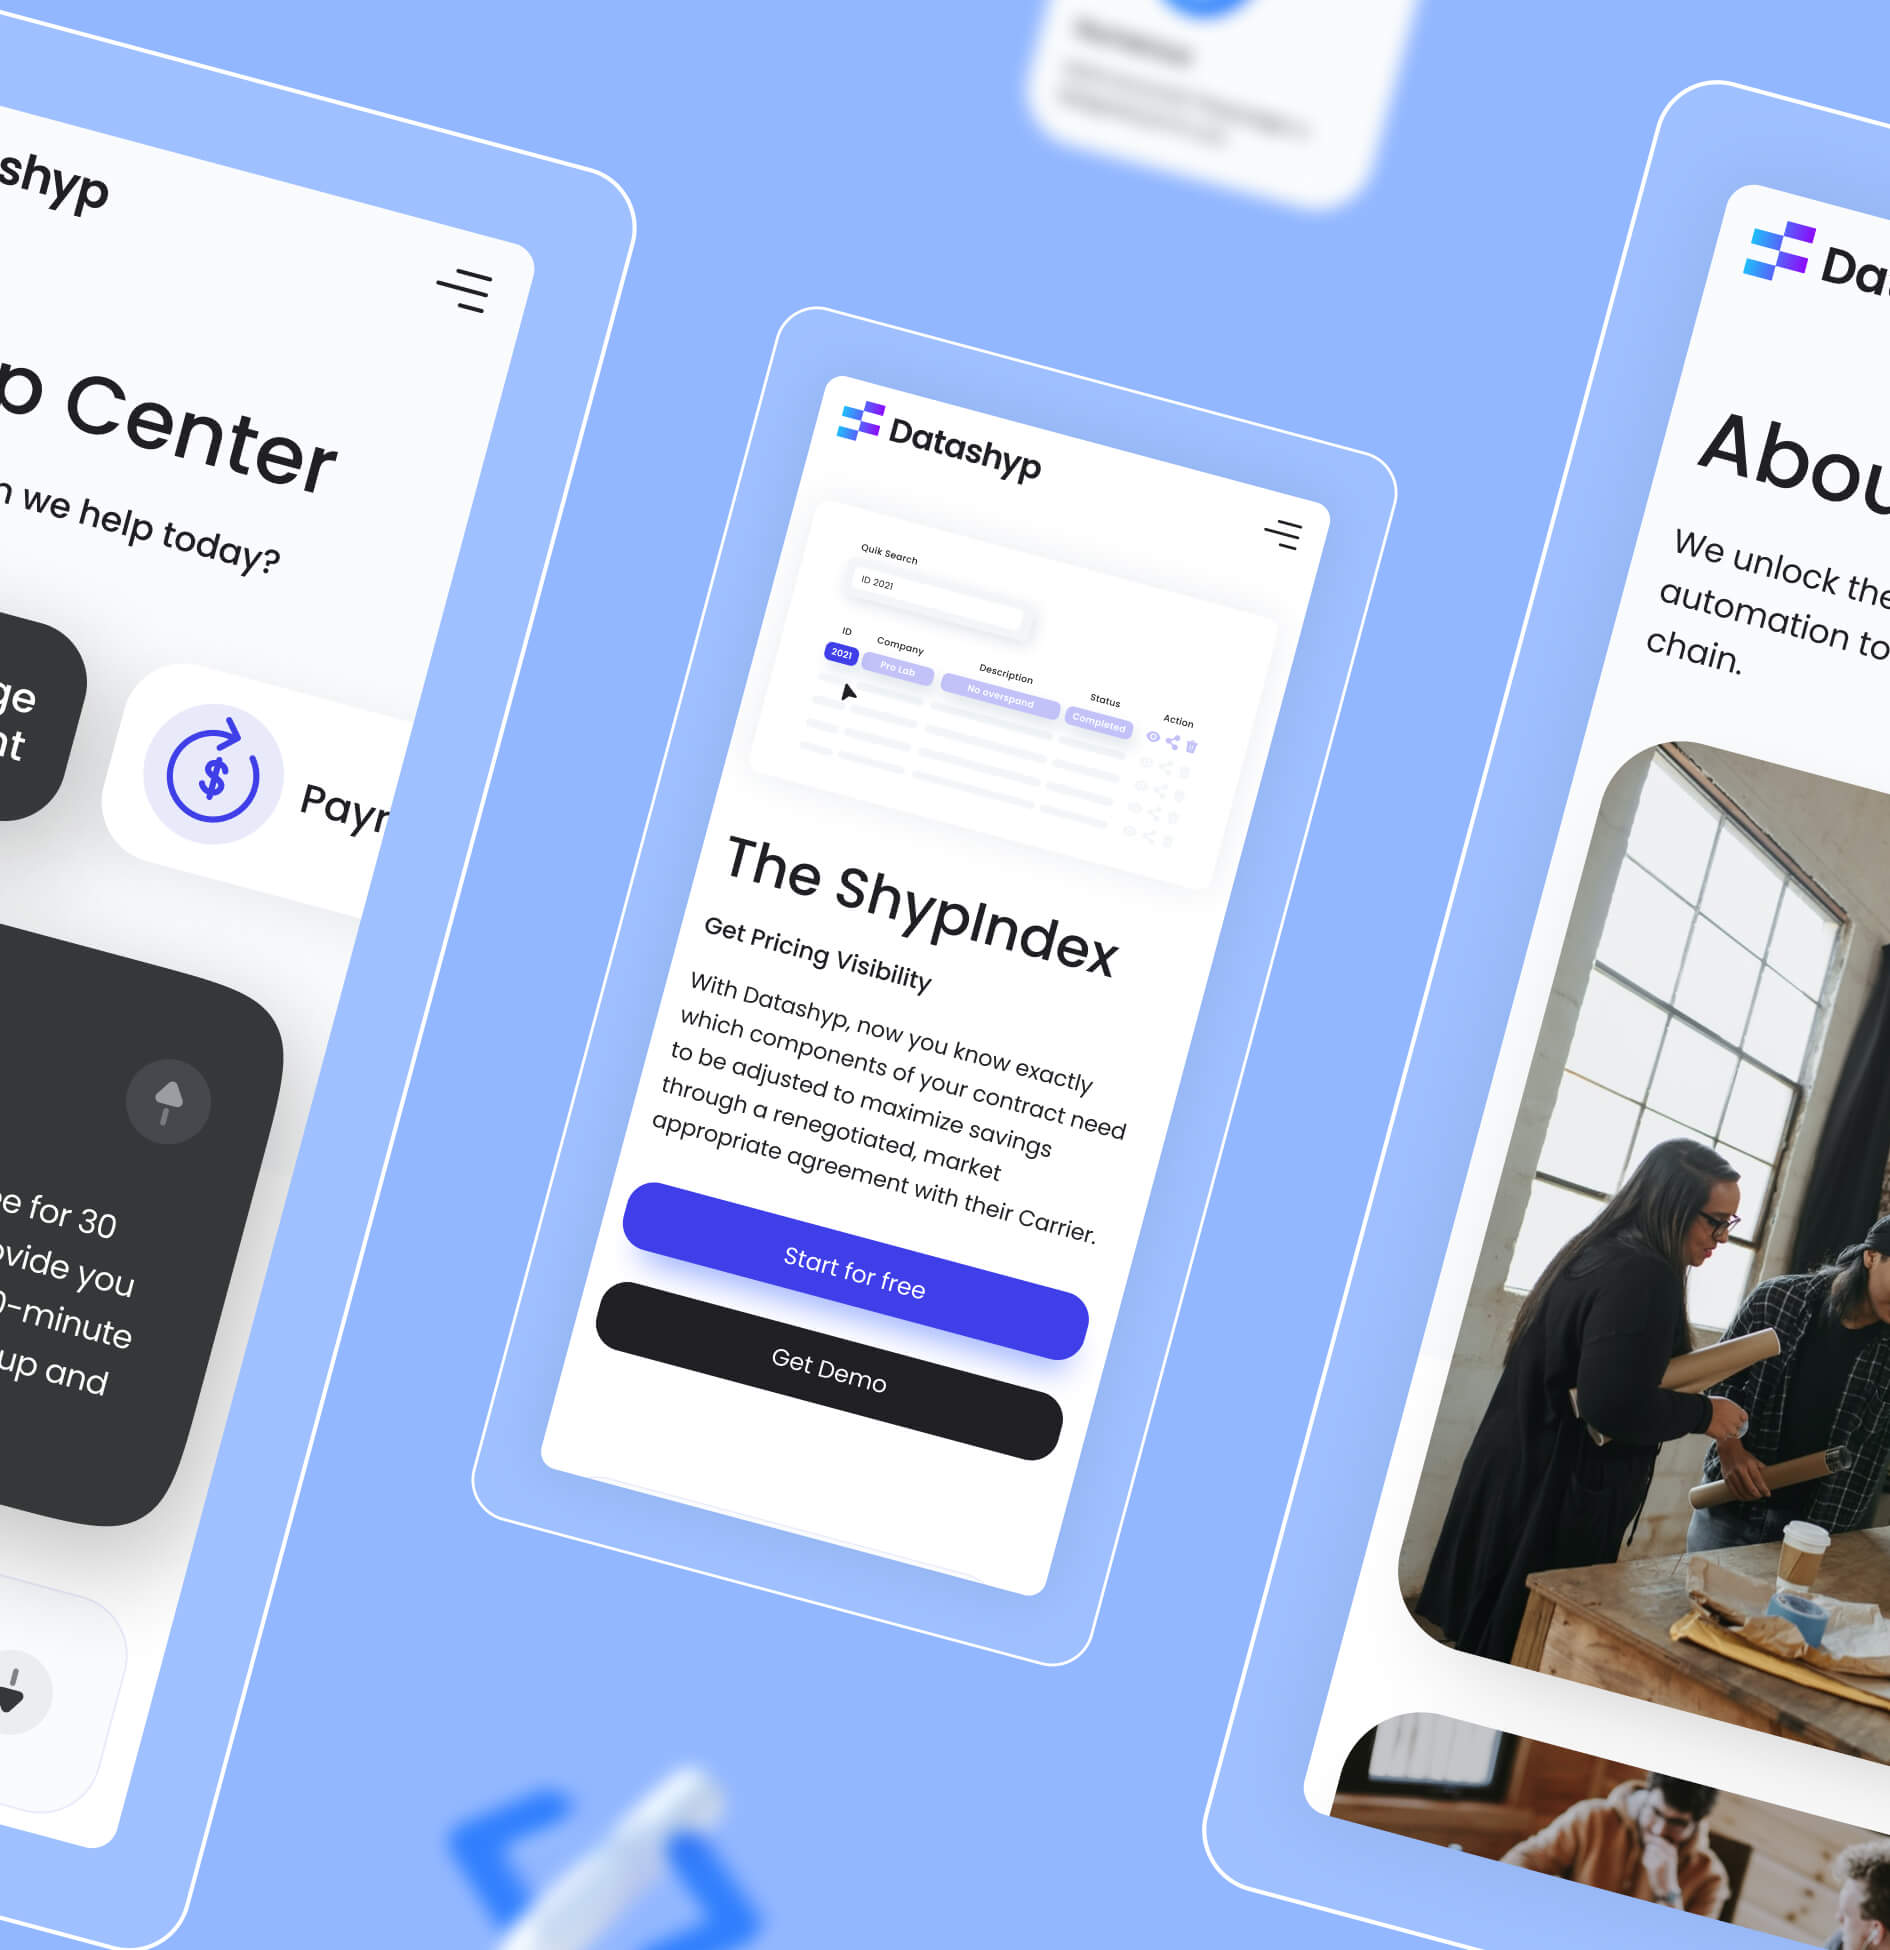 shyp
p Center
n we help today?
ge
nt
Payr
e for 30
ovide you
0-minute
up and
Datashyp
Quik Search
ID 2021
ID
Company
Description
Status
Action
2021
Pro Lab
No overspand
Completed
The ShypIndex
Get Pricing Visibility
With Datashyp, now you know exactly
which components of your contract need
to be adjusted to maximize savings
through a renegotiated, market
appropriate agreement with their Carrier.
Start for free
Get Demo
Da
Abou
We unlock the
automation to
chain.